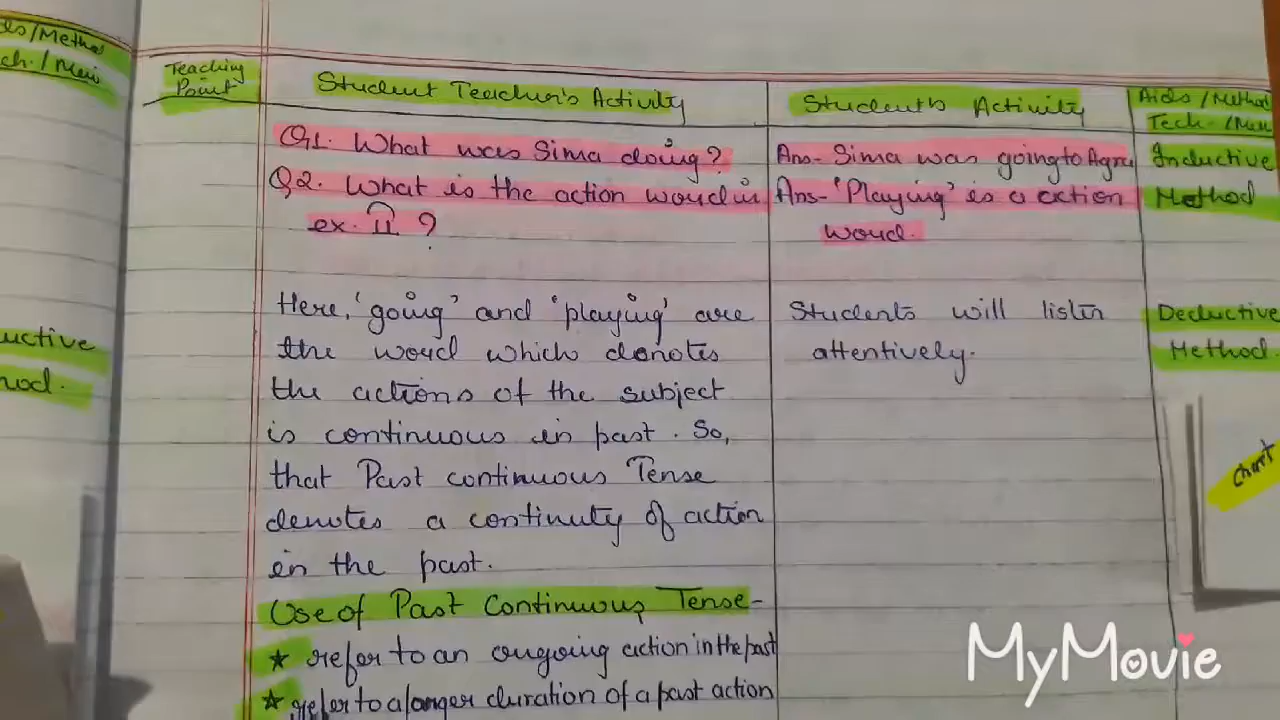 Teaching
Point
Student Teacher's Activity
Student's Activity
Aids/Method
Tech.
Q1. What was Sima doing?
Ans- Sima was going to Agra
Inductive
Method
Q2. What is the action word in
ex. II ?
Ans- 'Playing' is a action
word.
Here, 'going' and 'playing' are
the word which denotes
the actions of the subject
is continuous in past. So,
that Past continuous Tense
denotes a continuity of action
in the past.
Students will listen
attentively.
Deductive
Method
Chart
Use of Past Continuous Tense-
★ refer to an ongoing action in the past
★ refer to a longer duration of a past action
MyMovie